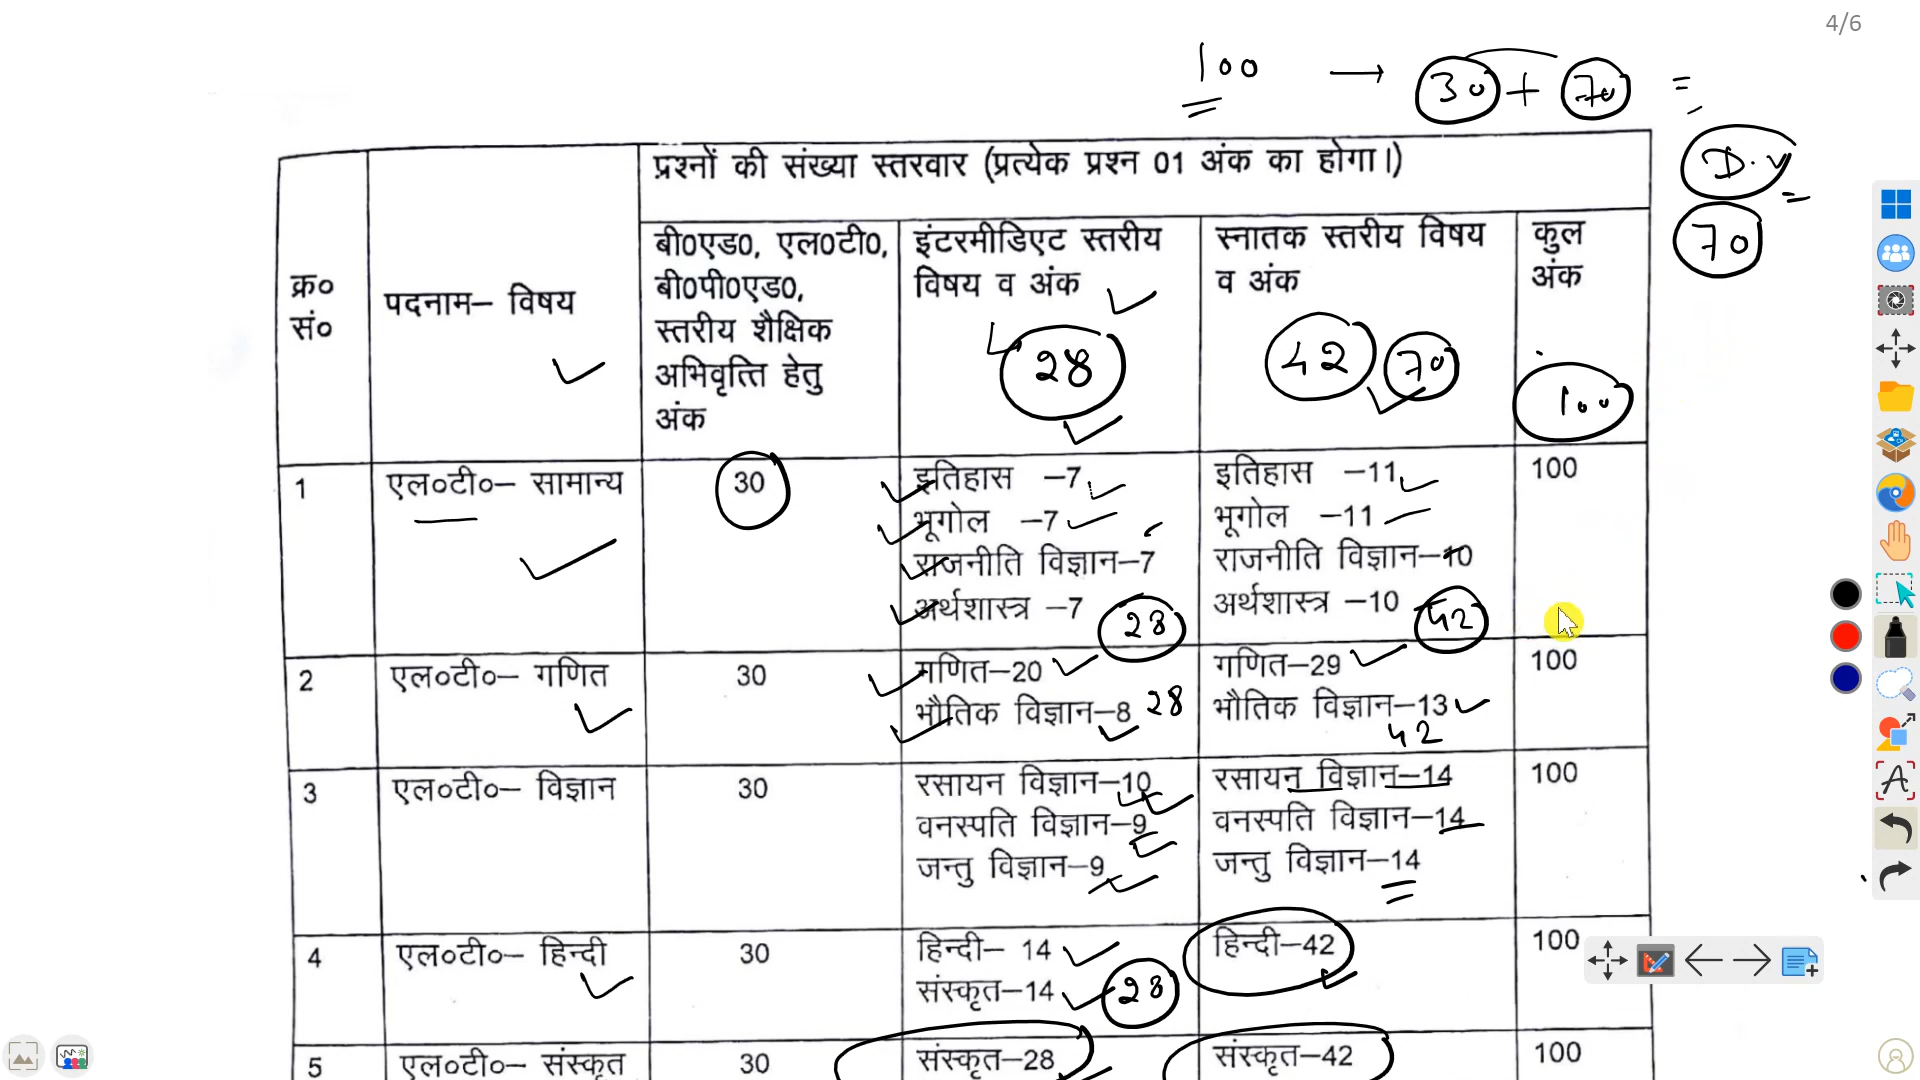 4/6
100 → 30 + 70 =
D.V
70
क्र०
सं०
पदनाम– विषय
प्रश्नों की संख्या स्तरवार (प्रत्येक प्रश्न 01 अंक का होगा।)
बी0एड0, एल0टी0,
बी0पी0एड0,
स्तरीय शैक्षिक
अभिवृत्ति हेतु
अंक
इंटरमीडिएट स्तरीय
विषय व अंक
28
स्नातक स्तरीय विषय
व अंक
42 70
कुल
अंक
100
1
एल०टी०– सामान्य
30
इतिहास –7
भूगोल –7
राजनीति विज्ञान–7
अर्थशास्त्र –7
28
इतिहास –11
भूगोल –11
राजनीति विज्ञान–10
अर्थशास्त्र –10
42
100
2
एल०टी०– गणित
30
गणित–20
भौतिक विज्ञान–8 28
गणित–29
भौतिक विज्ञान–13
42
100
3
एल०टी०– विज्ञान
30
रसायन विज्ञान–10
वनस्पति विज्ञान–9
जन्तु विज्ञान–9
रसायन विज्ञान–14
वनस्पति विज्ञान–14
जन्तु विज्ञान–14
100
4
एल०टी०– हिन्दी
30
हिन्दी– 14
संस्कृत–14
28
हिन्दी–42
100
5
एल०टी०– संस्कृत
30
संस्कृत–28
संस्कृत–42
100